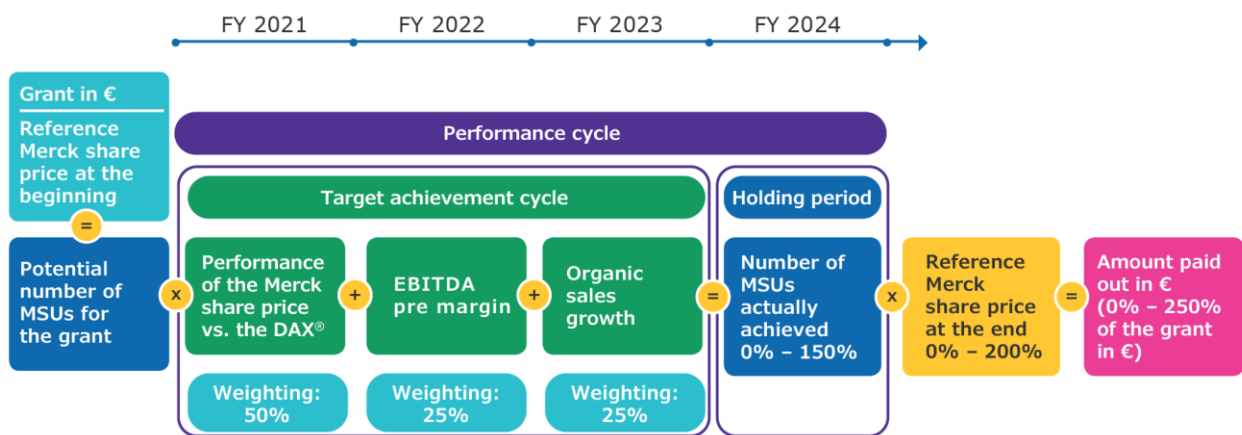 FY 2021
FY 2022
FY 2023
FY 2024
Grant in €
Reference
Merck share
price at the
beginning
=
Potential
number of
MSUs for
the grant
Performance cycle
Target achievement cycle
Holding period
x
Performance
of the Merck
share price
vs. the DAX®
+
EBITDA
pre margin
+
Organic
sales
growth
=
Number of
MSUs
actually
achieved
0% – 150%
x
Reference
Merck
share price
at the end
0% – 200%
=
Amount paid
out in €
(0% – 250%
of the grant
in €)
Weighting:
50%
Weighting:
25%
Weighting:
25%